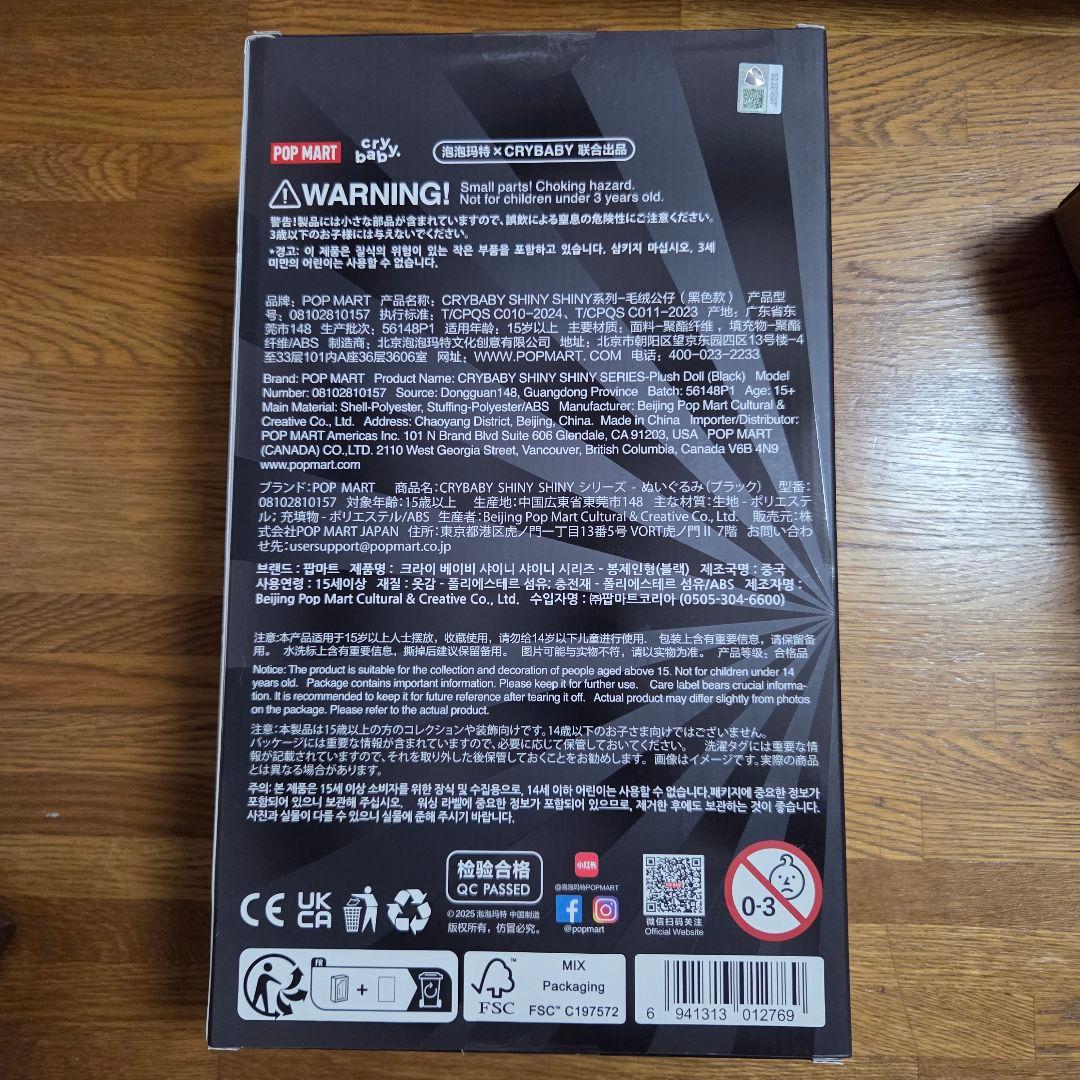 POP MART
cry baby.
泡泡玛特×CRYBABY 联合出品
WARNING! Small parts! Choking hazard.
Not for children under 3 years old.
警告!製品には小さな部品が含まれていますので、誤飲による窒息の危険性にご注意ください。
3歳以下のお子様には与えないでください。
*경고: 이 제품은 질식의 위험이 있는 작은 부품을 포함하고 있습니다. 삼키지 마십시오. 3세
미만의 어린이는 사용할 수 없습니다.
品牌：POP MART 产品名称：CRYBABY SHINY SHINY系列-毛绒公仔（黑色款） 产品型
号：08102810157 执行标准：T/CPQS C010-2024、T/CPQS C011-2023 产地：广东省东
莞市148 生产批次：56148P1 适用年龄：15岁以上 主要材质：面料-聚酯纤维，填充物-聚酯
纤维/ABS 制造商：北京泡泡玛特文化创意有限公司 地址：北京市朝阳区望京东园四区13号楼-4
至33层101内A座36层3606室 网址：WWW.POPMART.COM 电话：400-023-2233
Brand: POP MART Product Name: CRYBABY SHINY SHINY SERIES-Plush Doll (Black) Model
Number: 08102810157 Source: Dongguan148, Guangdong Province Batch: 56148P1 Age: 15+
Main Material: Shell-Polyester, Stuffing-Polyester/ABS Manufacturer: Beijing Pop Mart Cultural &
Creative Co., Ltd. Address: Chaoyang District, Beijing, China. Made in China Importer/Distributor:
POP MART Americas Inc. 101 N Brand Blvd Suite 606 Glendale, CA 91203, USA POP MART
(CANADA) CO.,LTD. 2110 West Georgia Street, Vancouver, British Columbia, Canada V6B 4N9
www.popmart.com
ブランド：POP MART 商品名：CRYBABY SHINY SHINY シリーズ - ぬいぐるみ（ブラック） 型番：
08102810157 対象年齢：15歳以上 生産地：中国広東省東莞市148 主な材質：生地 - ポリエステ
ル；充填物 - ポリエステル/ABS 生産者：Beijing Pop Mart Cultural & Creative Co., Ltd. 販売元：株
式会社POP MART JAPAN 住所：東京都港区虎ノ門一丁目13番5号 VORT虎ノ門Ⅱ 7階 お問い合わ
せ先：usersupport@popmart.co.jp
브랜드 : 팝마트 제품명 : 크라이 베이비 샤이니 샤이니 시리즈 - 봉제인형(블랙) 제조국명 : 중국
사용연령 : 15세이상 재질 : 옷감 - 폴리에스테르 섬유; 충전재 - 폴리에스테르 섬유/ABS 제조자명 :
Beijing Pop Mart Cultural & Creative Co., Ltd. 수입자명 : ㈜팝마트코리아 (0505-304-6600)
注意:本产品适用于15岁以上人士摆放，收藏使用，请勿给14岁以下儿童进行使用。 包装上含有重要信息，请保留备
用。 水洗标上含有重要信息，撕掉后建议保留备用。 图片可能与实物不符，请以实物为准。 产品等级：合格品
Notice: The product is suitable for the collection and decoration of people aged above 15. Not for children under 14
years old. Package contains important information. Please keep it for further use. Care label bears crucial informa-
tion. It is recommended to keep it for future reference after tearing it off. Actual product may differ slightly from photos
on the package. Please refer to the actual product.
注意：本製品は15歳以上の方のコレクションや装飾向けです。14歳以下のお子さま向けではございません。
パッケージには重要な情報が含まれていますので、必要に応じて保管しておいてください。 洗濯タグには重要な情
報が記載されていますので、それを取り外した後保管しておくことをお勧めします。 画像はイメージです。実際の商品
とは異なる場合があります。
주의: 본 제품은 15세 이상 소비자를 위한 장식 및 수집용으로, 14세 이하 어린이는 사용할 수 없습니다.패키지에 중요한 정보가
포함되어 있으니 보관해 주십시오. 워싱 라벨에 중요한 정보가 포함되어 있으므로, 제거한 후에도 보관하는 것이 좋습니다.
사진과 실물이 다를 수 있으니 실물에 준해 주시기 바랍니다.
CE
UK
CA
检验合格
QC PASSED
© 2025 泡泡玛特 中国制造
版权所有，仿冒必究。
小红书
@泡泡玛特POPMART
@popmart
微信扫码关注
Official Website
0-3
FR
+
FSC™
MIX
Packaging
FSC™ C197572
6 941313 012769